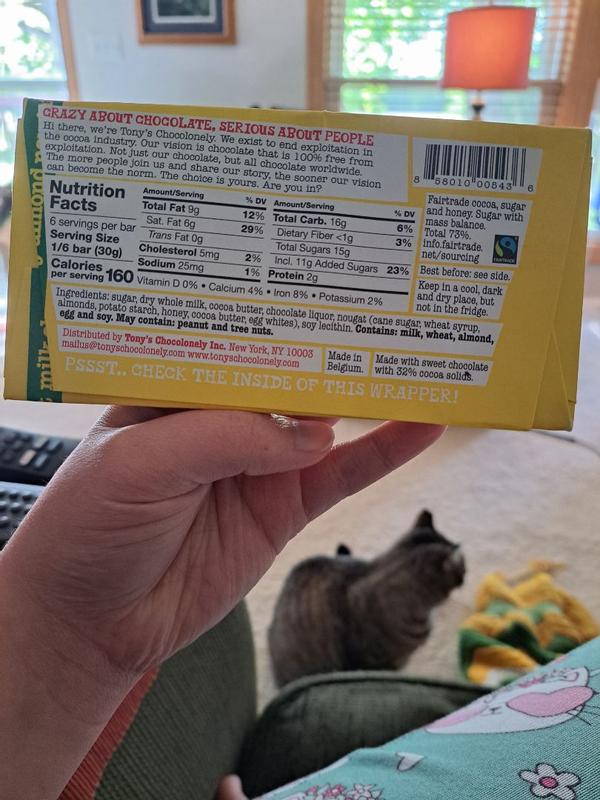 CRAZY ABOUT CHOCOLATE, SERIOUS ABOUT PEOPLE
Hi there, we're Tony's Chocolonely. We exist to end exploitation in
the cocoa industry. Our vision is chocolate that is 100% free from
exploitation. Not just our chocolate, but all chocolate worldwide.
The more people join us and share our story, the sooner our vision
can become the norm. The choice is yours. Are you in?
8 58010 00843 6
Nutrition
Facts
6 servings per bar
Serving Size
1/6 bar (30g)
Calories
per serving 160
Amount/Serving % DV
Total Fat 9g 12%
Sat. Fat 6g 29%
Trans Fat 0g
Cholesterol 5mg 2%
Sodium 25mg 1%
Amount/Serving % DV
Total Carb. 16g 6%
Dietary Fiber <1g 3%
Total Sugars 15g
Incl. 11g Added Sugars 23%
Protein 2g
Vitamin D 0% • Calcium 4% • Iron 8% • Potassium 2%
Fairtrade cocoa, sugar
and honey. Sugar with
mass balance.
Total 73%.
info.fairtrade.
net/sourcing
FAIRTRADE
Best before: see side.
Keep in a cool, dark
and dry place, but
not in the fridge.
Ingredients: sugar, dry whole milk, cocoa butter, chocolate liquor, nougat (cane sugar, wheat syrup,
almonds, potato starch, honey, cocoa butter, egg whites), soy lecithin. Contains: milk, wheat, almond,
egg and soy. May contain: peanut and tree nuts.
Distributed by Tony's Chocolonely Inc. New York, NY 10003
mailus@tonyschocolonely.com www.tonyschocolonely.com
Made in
Belgium.
Made with sweet chocolate
with 32% cocoa solids.
PSSST.. CHECK THE INSIDE OF THIS WRAPPER!
milk
almond